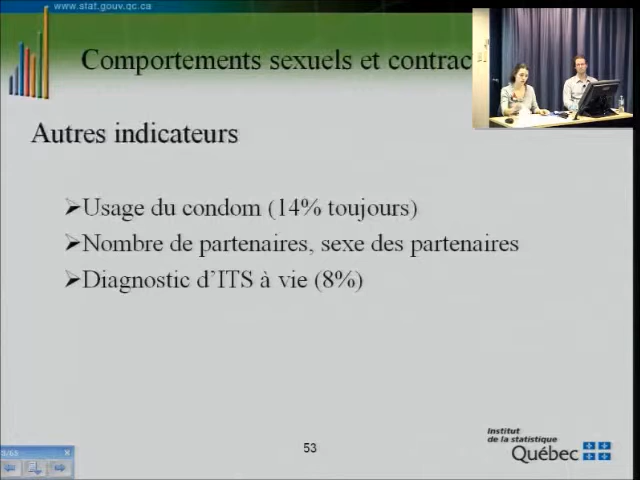 www.stat.gouv.qc.ca
Comportements sexuels et contrac
Autres indicateurs
Usage du condom (14% toujours)
Nombre de partenaires, sexe des partenaires
Diagnostic d'ITS à vie (8%)
53
Institut
de la statistique
Québec